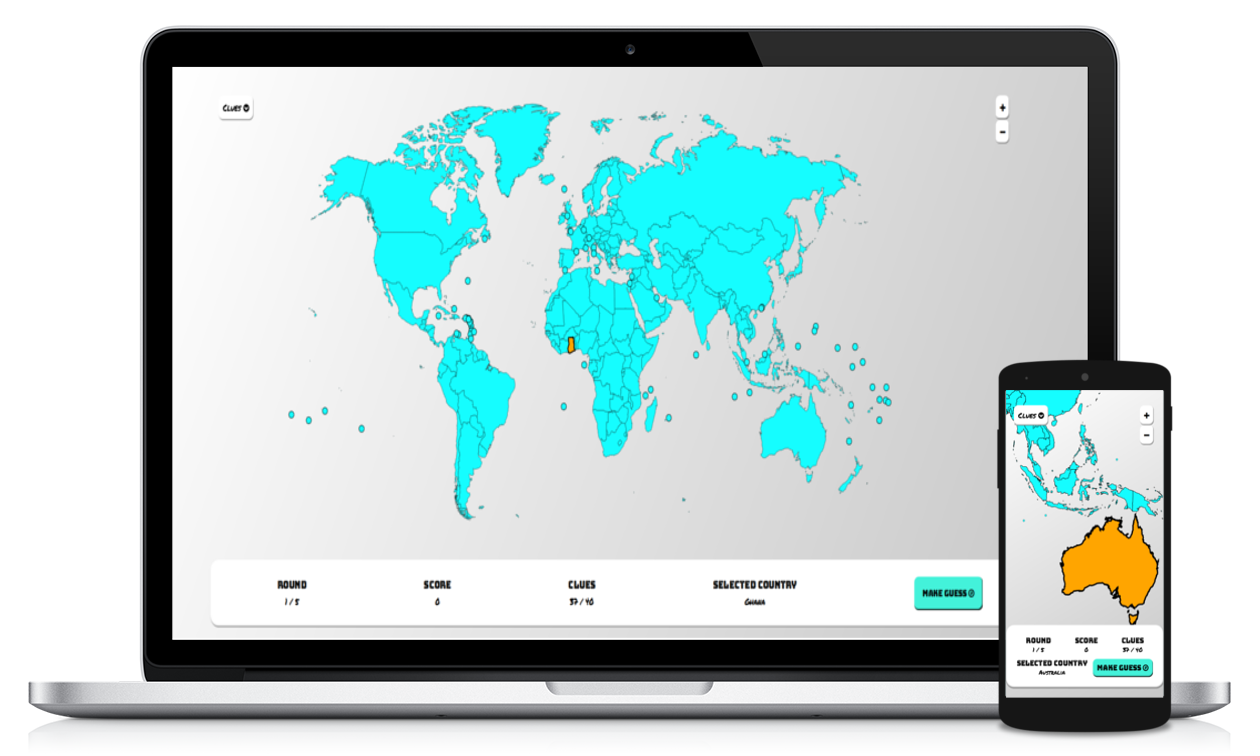 Clues
+
-
ROUND SCORE CLUES SELECTED COUNTRY
1 / 5 0 37 / 40 Ghana
MAKE GUESS
Clues
+
-
ROUND SCORE CLUES
1 / 5 0 37 / 40
SELECTED COUNTRY
Australia
MAKE GUESS